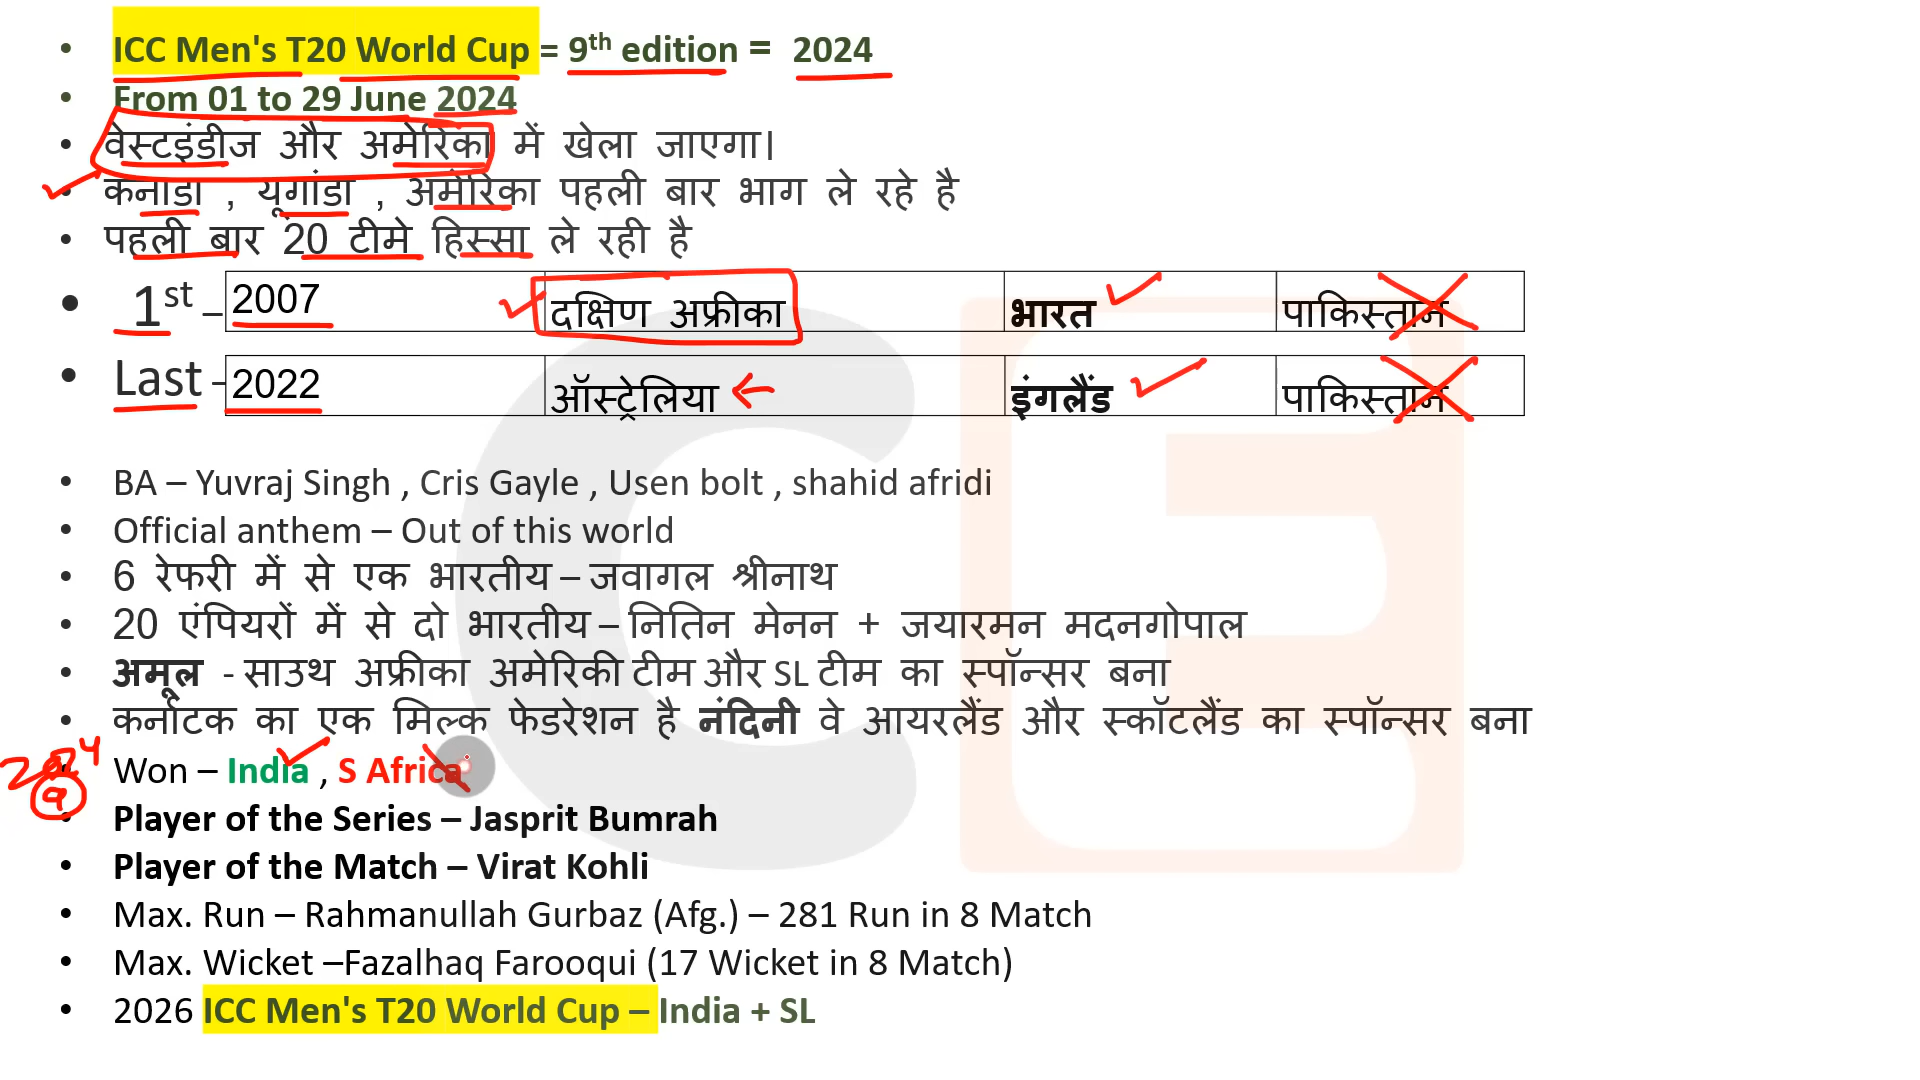 • ICC Men's T20 World Cup = 9th edition = 2024
• From 01 to 29 June 2024
• वेस्टइंडीज और अमेरिका में खेला जाएगा।
• कनाडा , यूगांडा , अमेरिका पहली बार भाग ले रहे है
• पहली बार 20 टीमे हिस्सा ले रही है
• 1st – 2007 दक्षिण अफ्रीका भारत पाकिस्तान
• Last – 2022 ऑस्ट्रेलिया इंगलैंड पाकिस्तान
• BA – Yuvraj Singh , Cris Gayle , Usen bolt , shahid afridi
• Official anthem – Out of this world
• 6 रेफरी में से एक भारतीय – जवागल श्रीनाथ
• 20 एंपियरों में से दो भारतीय – नितिन मेनन + जयारमन मदनगोपाल
• अमूल - साउथ अफ्रीका अमेरिकी टीम और SL टीम का स्पॉन्सर बना
• कर्नाटक का एक मिल्क फेडरेशन है नंदिनी वे आयरलैंड और स्कॉटलैंड का स्पॉन्सर बना
• Won – India , S Africa
• Player of the Series – Jasprit Bumrah
• Player of the Match – Virat Kohli
• Max. Run – Rahmanullah Gurbaz (Afg.) – 281 Run in 8 Match
• Max. Wicket –Fazalhaq Farooqui (17 Wicket in 8 Match)
• 2026 ICC Men's T20 World Cup – India + SL
CE